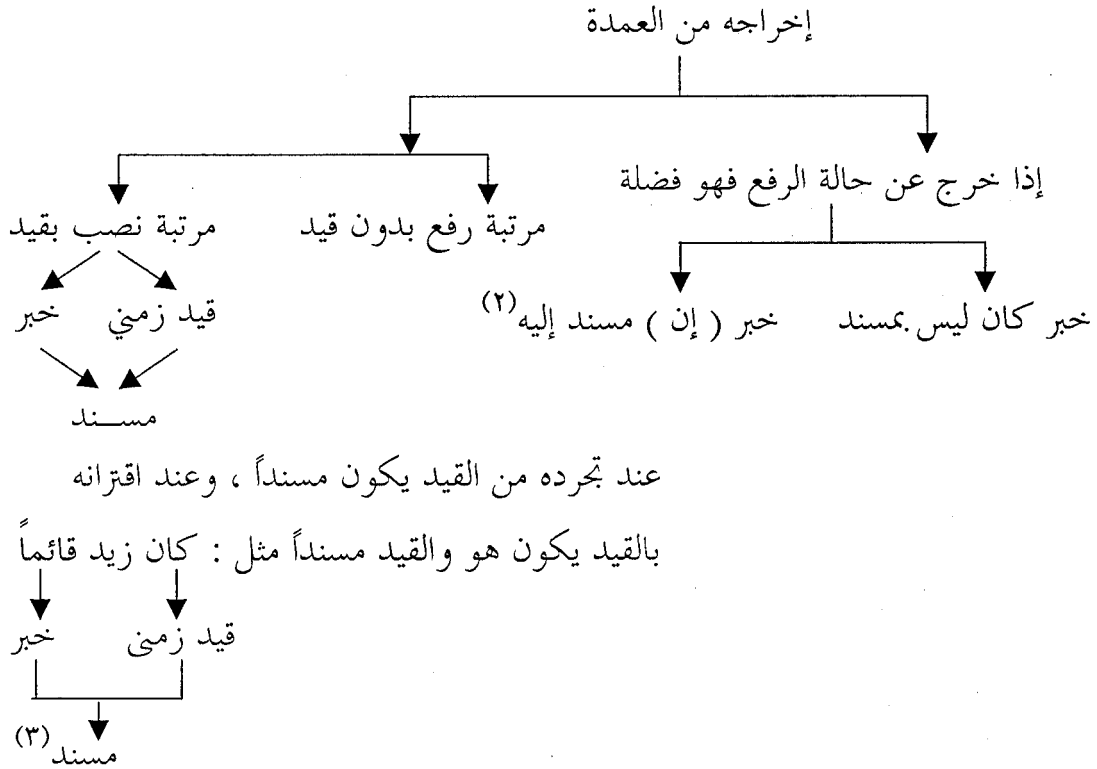 إخراجه من العمدة
إذا خرج عن حالة الرفع فهو فضلة
مرتبة رفع بدون قيد مرتبة نصب بقيد
خبر كان ليس بمسند خبر ( إن ) مسند إليه(٢) قيد زمني خبر
مســند
عند تجرده من القيد يكون مسنداً ، وعند اقترانه
بالقيد يكون هو والقيد مسنداً مثل : كان زيد قائماً
قيد زمنى خبر
مسند(٣)